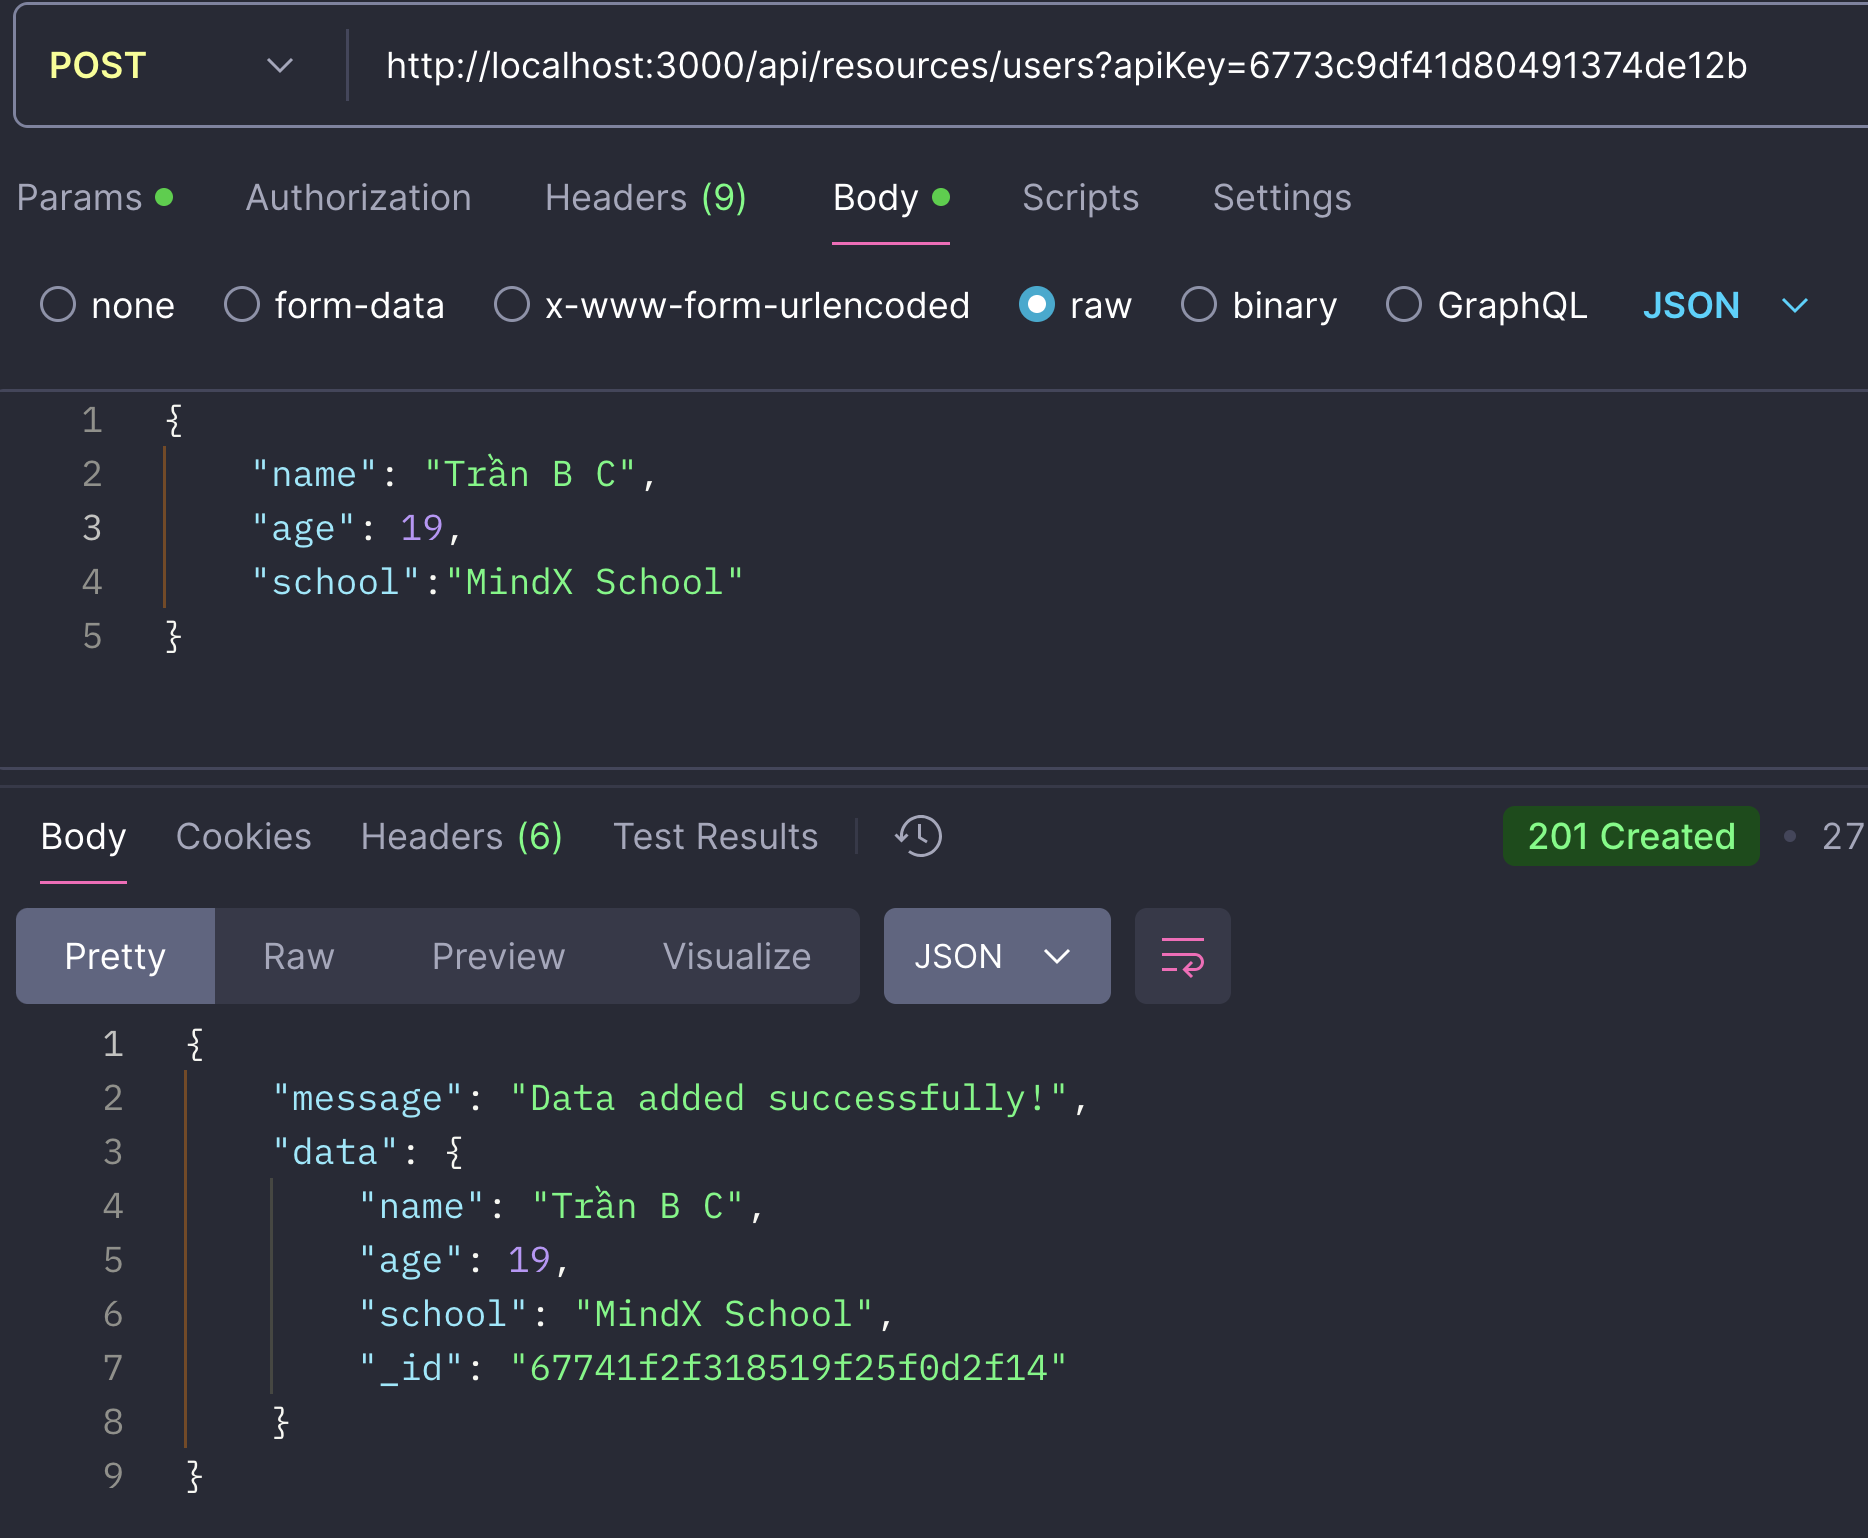 POST http://localhost:3000/api/resources/users?apiKey=6773c9df41d80491374de12b
Params Authorization Headers (9) Body Scripts Settings
none form-data x-www-form-urlencoded raw binary GraphQL JSON
1 {
2 "name": "Trần B C",
3 "age": 19,
4 "school":"MindX School"
5 }
Body Cookies Headers (6) Test Results 201 Created • 27
Pretty Raw Preview Visualize JSON
1 {
2 "message": "Data added successfully!",
3 "data": {
4 "name": "Trần B C",
5 "age": 19,
6 "school": "MindX School",
7 "_id": "67741f2f318519f25f0d2f14"
8 }
9 }